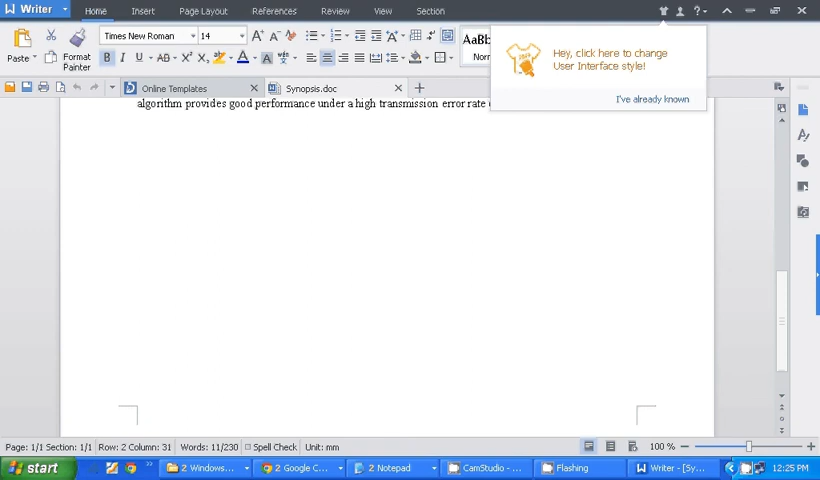 Writer
Home Insert Page Layout References Review View Section
Times New Roman 14
Paste Format Painter
B I U AB
AaBb
Hey, click here to change
User Interface style!
I've already known
Online Templates Synopsis.doc
algorithm provides good performance under a high transmission error rate
Page: 1/1 Section: 1/1 Row: 2 Column: 31 Words: 11/230 Spell Check Unit: mm 100 %
start 2 Windows... 2 Google C... 2 Notepad CamStudio - ... Flashing Writer - [Sy... 12:25 PM